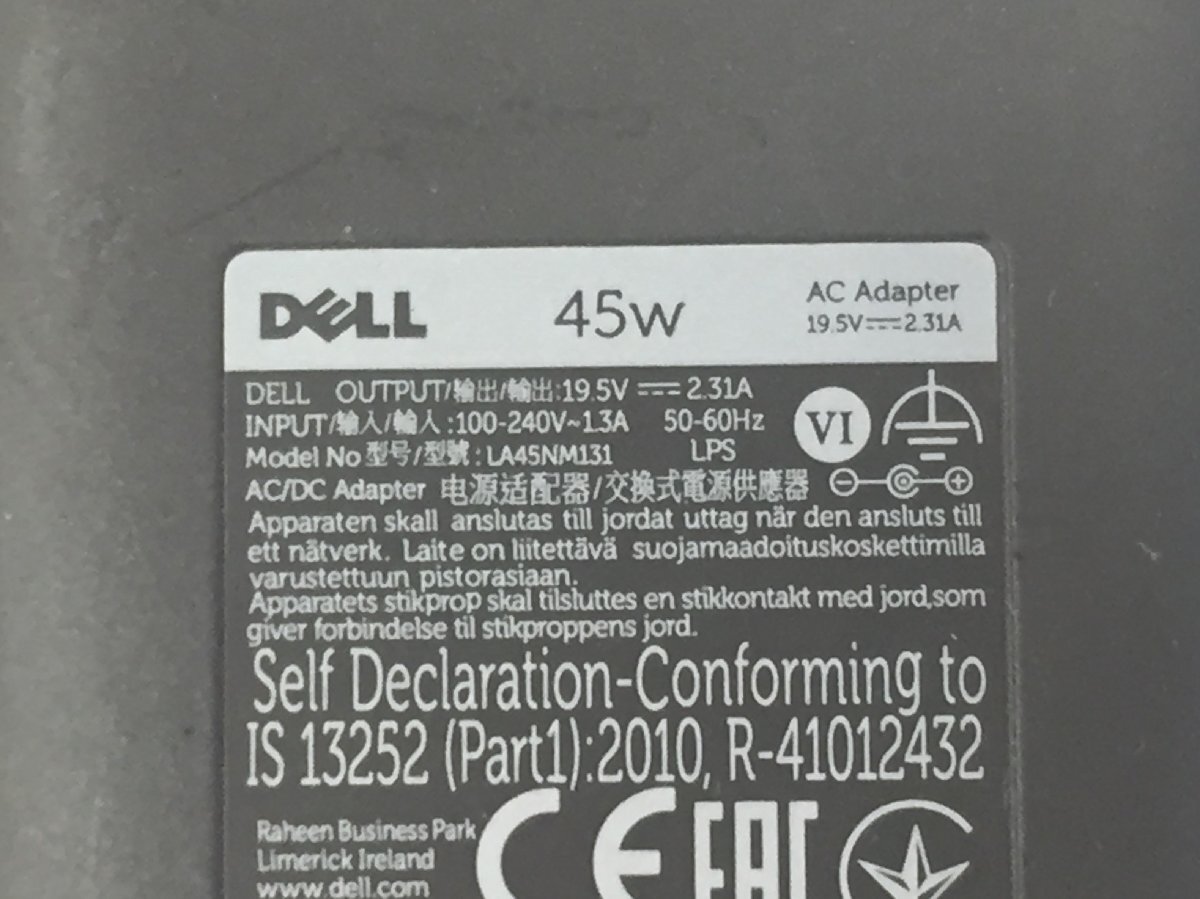 DELL 45W AC Adapter
19.5V⎓2.31A
DELL OUTPUT/输出/輸出:19.5V ⎓ 2.31A
INPUT/输入/輸入:100-240V~1.3A 50-60Hz
Model No 型号/型號: LA45NM131 LPS
VI
AC/DC Adapter 电源适配器/交換式電源供應器
Apparaten skall anslutas till jordat uttag når den ansluts till
ett nätverk. Laite on liitettävä suojamaadoituskoskettimilla
varustettuun pistorasiaan.
Apparatets stikprop skal tilsluttes en stikkontakt med jord,som
giver forbindelse til stikproppens jord.
Self Declaration-Conforming to
IS 13252 (Part1):2010, R-41012432
Raheen Business Park
Limerick Ireland
www.dell.com
CE EAC